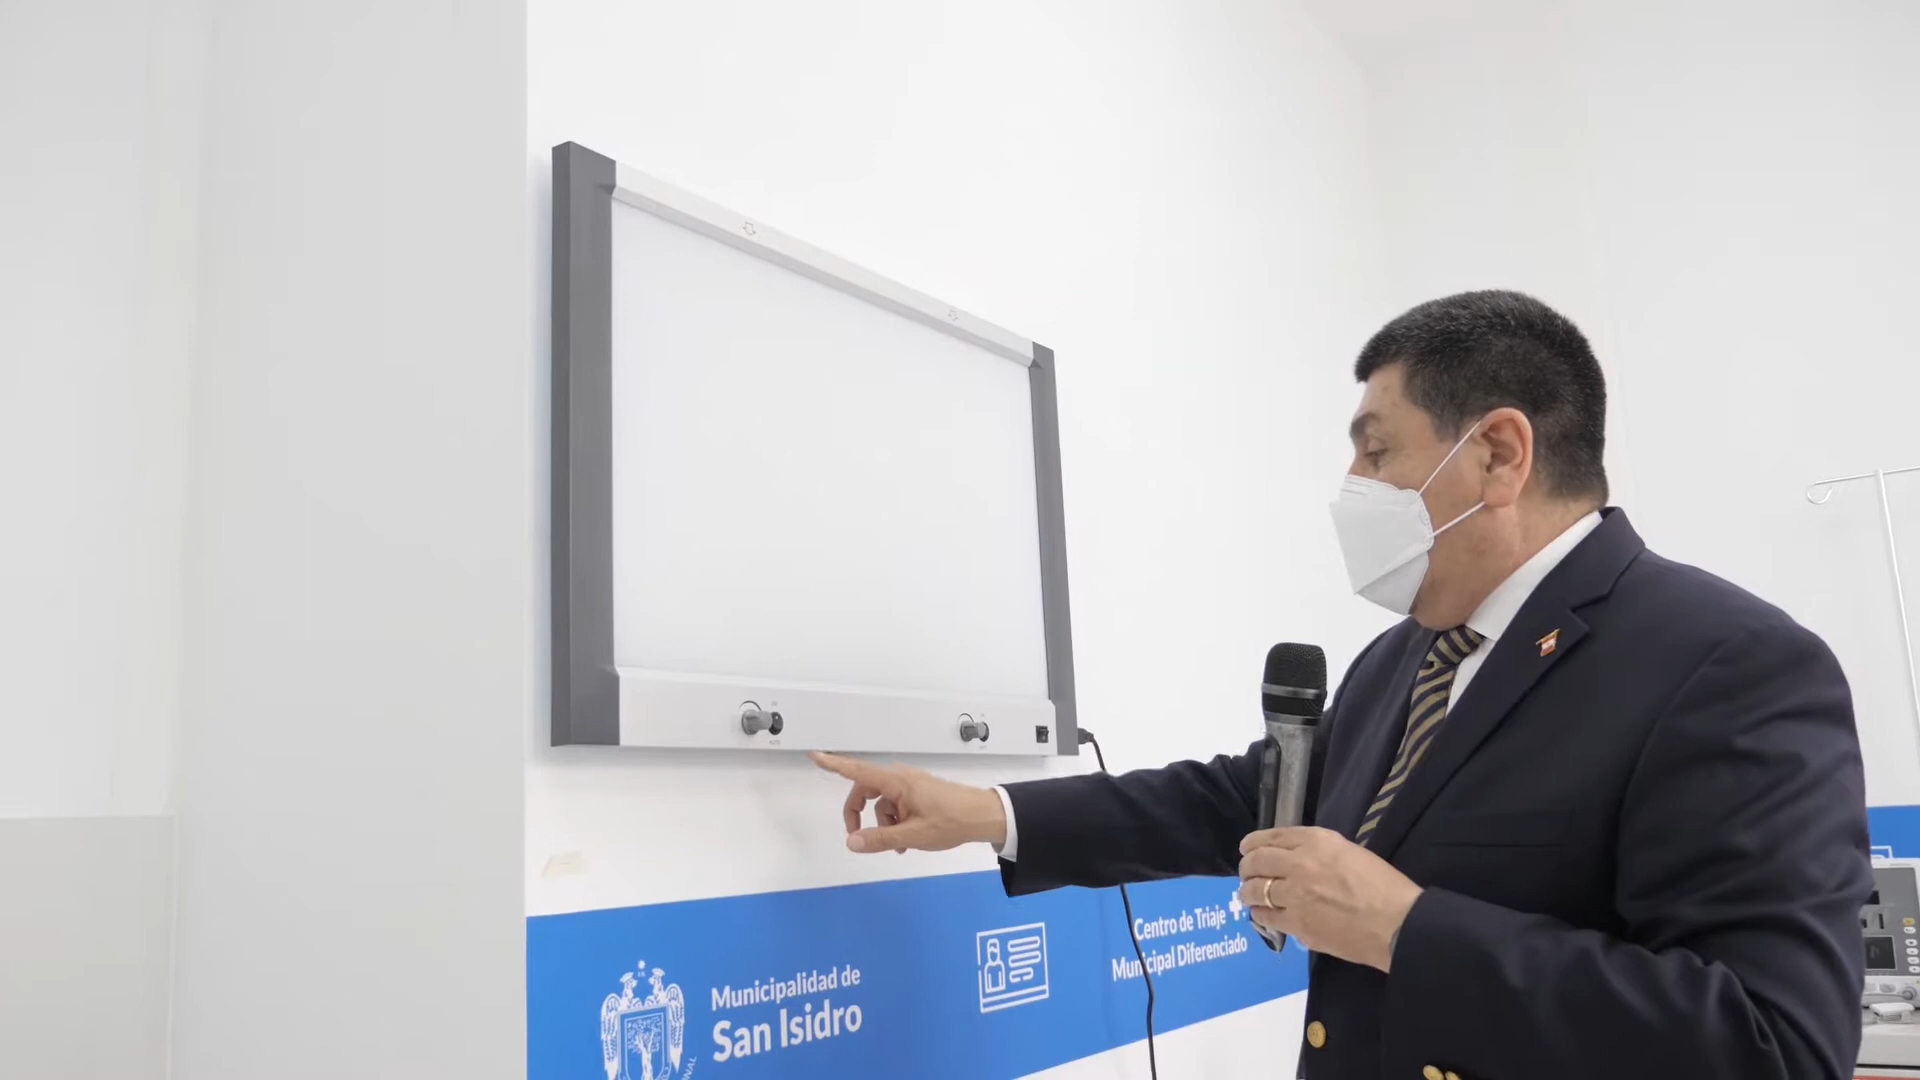 Municipalidad de
San Isidro
Centro de Triaje
Municipal Diferenciado